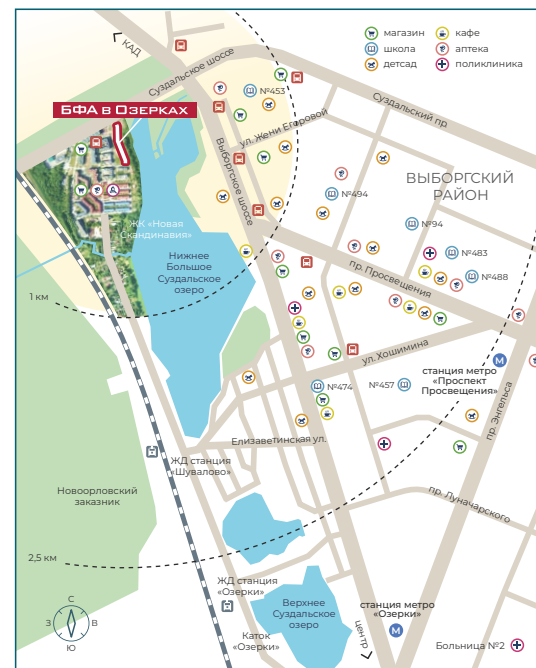 КАД
магазин
кафе
школа
аптека
детсад
поликлиника
Суздальское шоссе
Суздальский пр.
№453
БФА в Озерках
ул. Жени Егоровой
Выборгское шоссе
ВЫБОРГСКИЙ
РАЙОН
№494
№94
ЖК «Новая
Скандинавия»
№483
Нижнее
Большое
Суздальское
озеро
пр. Просвещения
№488
1 км
ул. Хошимина
станция метро
«Проспект
Просвещения»
М
№474
№457
пр. Энгельса
Елизаветинская ул.
ЖД станция
«Шувалово»
Новоорловский
заказник
пр. Луначарского
2,5 км
ЖД станция
«Озерки»
Верхнее
Суздальское
озеро
станция метро
«Озерки»
М
С
З
В
Ю
Каток
«Озерки»
центр
Больница №2